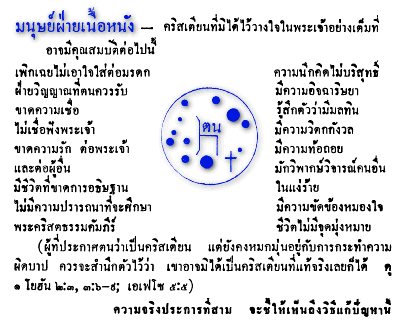 มนุษย์ฝ่ายเนื้อหนัง — คริสเตียนที่มิได้ไว้วางใจในพระเจ้าอย่างเต็มที่
อาจมีคุณสมบัติต่อไปนี้
เพิกเฉยไม่เอาใจใส่ต่อมรดก
ฝ่ายวิญญาณที่ตนควรรับ
ขาดความเชื่อ
ไม่เชื่อฟังพระเจ้า
ขาดความรัก ต่อพระเจ้า
และต่อผู้อื่น
มีชีวิตที่ขาดการอธิษฐาน
ไม่มีความปรารถนาที่จะศึกษา
พระคริสตธรรมคัมภีร์
ตน
ความนึกคิดไม่บริสุทธิ์
มีความอิจฉาริษยา
รู้สึกตัวว่ามีมลทิน
มีความวิตกกังวล
มีความท้อถอย
มักวิพากษ์วิจารณ์คนอื่น
ในแง่ร้าย
มีความขัดข้องหมองใจ
ชีวิตไม่มีจุดมุ่งหมาย
(ผู้ที่ประกาศตนว่าเป็นคริสเตียน แต่ยังคงหมกมุ่นอยู่กับการกระทำความ
ผิดบาป ควรจะสำนึกตัวไว้ว่า เขาอาจมิได้เป็นคริสเตียนที่แท้จริงเลยก็ได้ ดู
๑ โยฮัน ๒:๓, ๓:๖-๙; เอเฟโซ ๕:๕)
ความจริงประการที่สาม จะชี้ให้เห็นถึงวิธีแก้ปัญหานี้